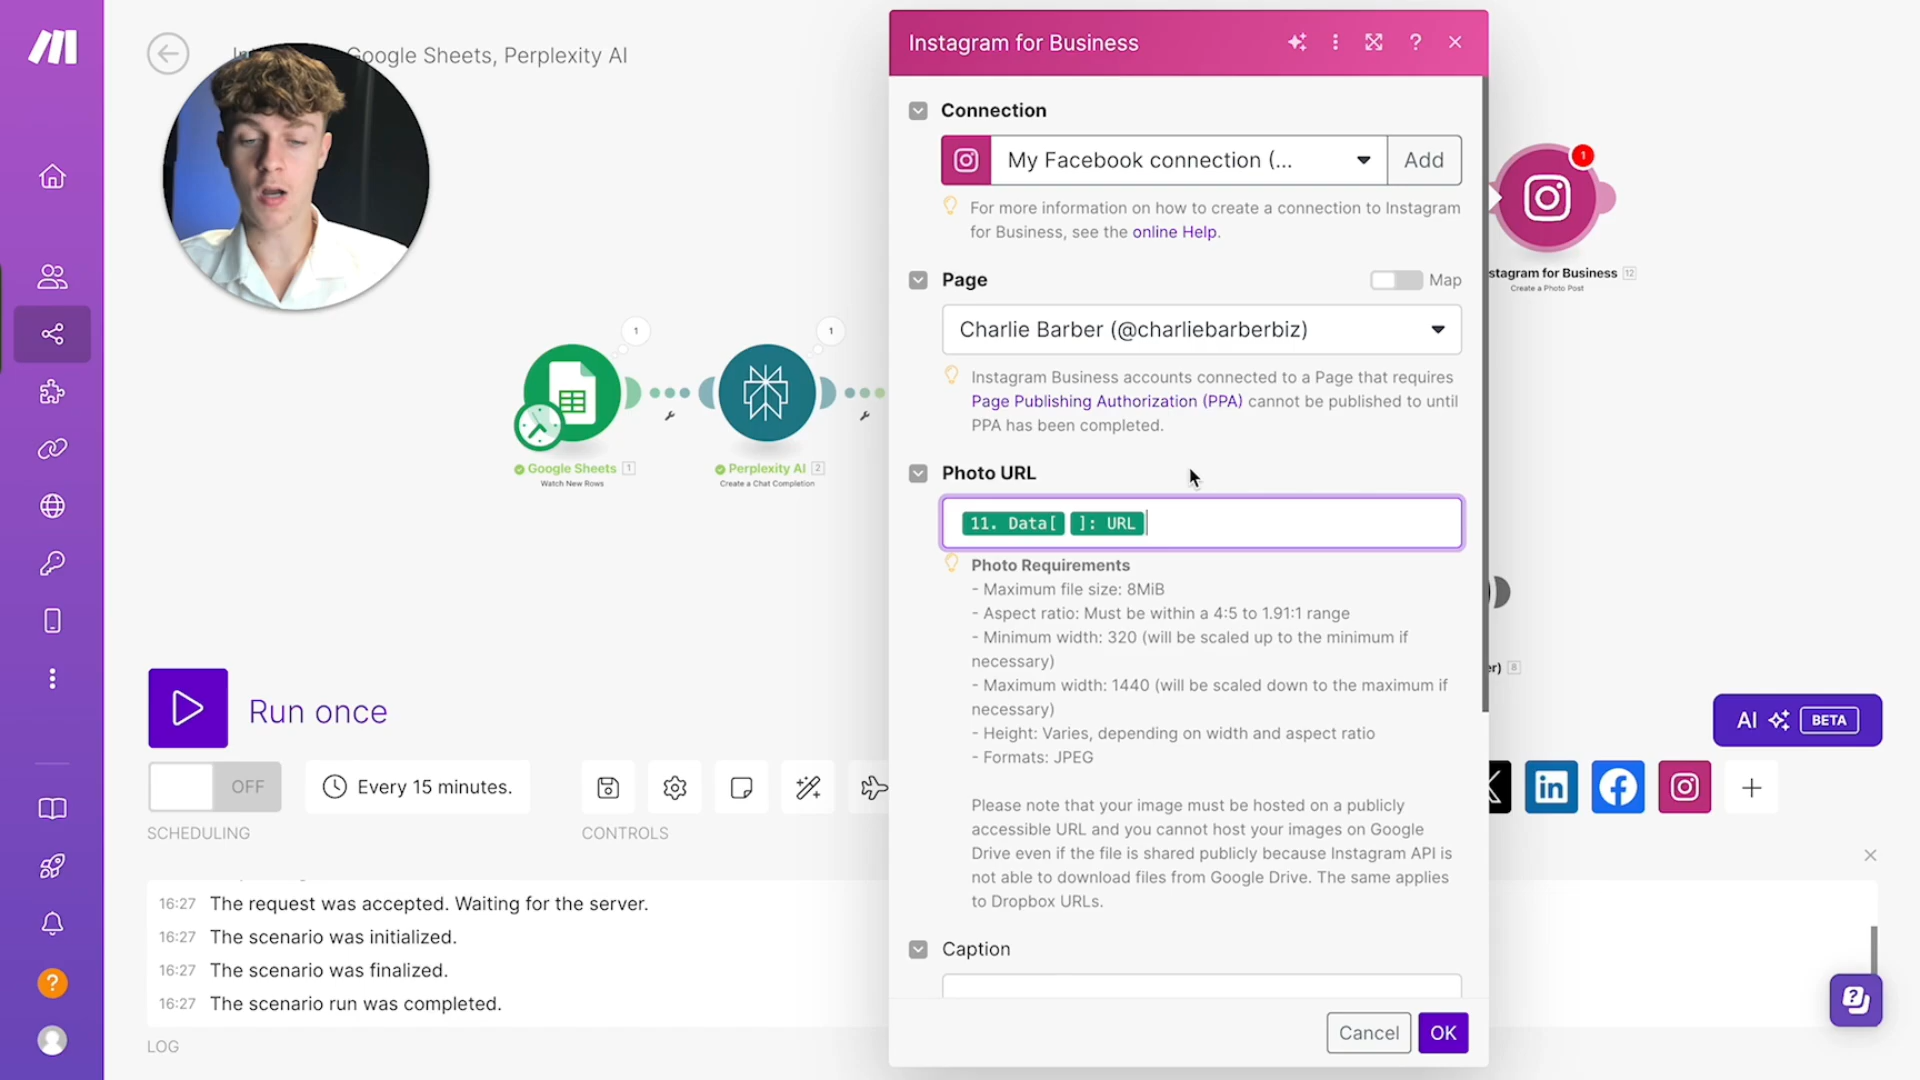 Google Sheets, Perplexity AI
Instagram for Business
?
Connection
My Facebook connection (...
Add
For more information on how to create a connection to Instagram
for Business, see the online Help.
Page
Map
Charlie Barber (@charliebarberbiz)
Instagram Business accounts connected to a Page that requires
Page Publishing Authorization (PPA) cannot be published to until
PPA has been completed.
Photo URL
11. Data[ ]: URL
Photo Requirements
- Maximum file size: 8MiB
- Aspect ratio: Must be within a 4:5 to 1.91:1 range
- Minimum width: 320 (will be scaled up to the minimum if
necessary)
- Maximum width: 1440 (will be scaled down to the maximum if
necessary)
- Height: Varies, depending on width and aspect ratio
- Formats: JPEG
Please note that your image must be hosted on a publicly
accessible URL and you cannot host your images on Google
Drive even if the file is shared publicly because Instagram API is
not able to download files from Google Drive. The same applies
to Dropbox URLs.
Caption
Cancel
OK
1
stagram for Business 12
Create a Photo Post
1
1
Google Sheets 1
Watch New Rows
Perplexity AI 2
Create a Chat Completion
er) 8
Run once
AI BETA
OFF
Every 15 minutes.
SCHEDULING
CONTROLS
16:27 The request was accepted. Waiting for the server.
16:27 The scenario was initialized.
16:27 The scenario was finalized.
16:27 The scenario run was completed.
LOG
?
?